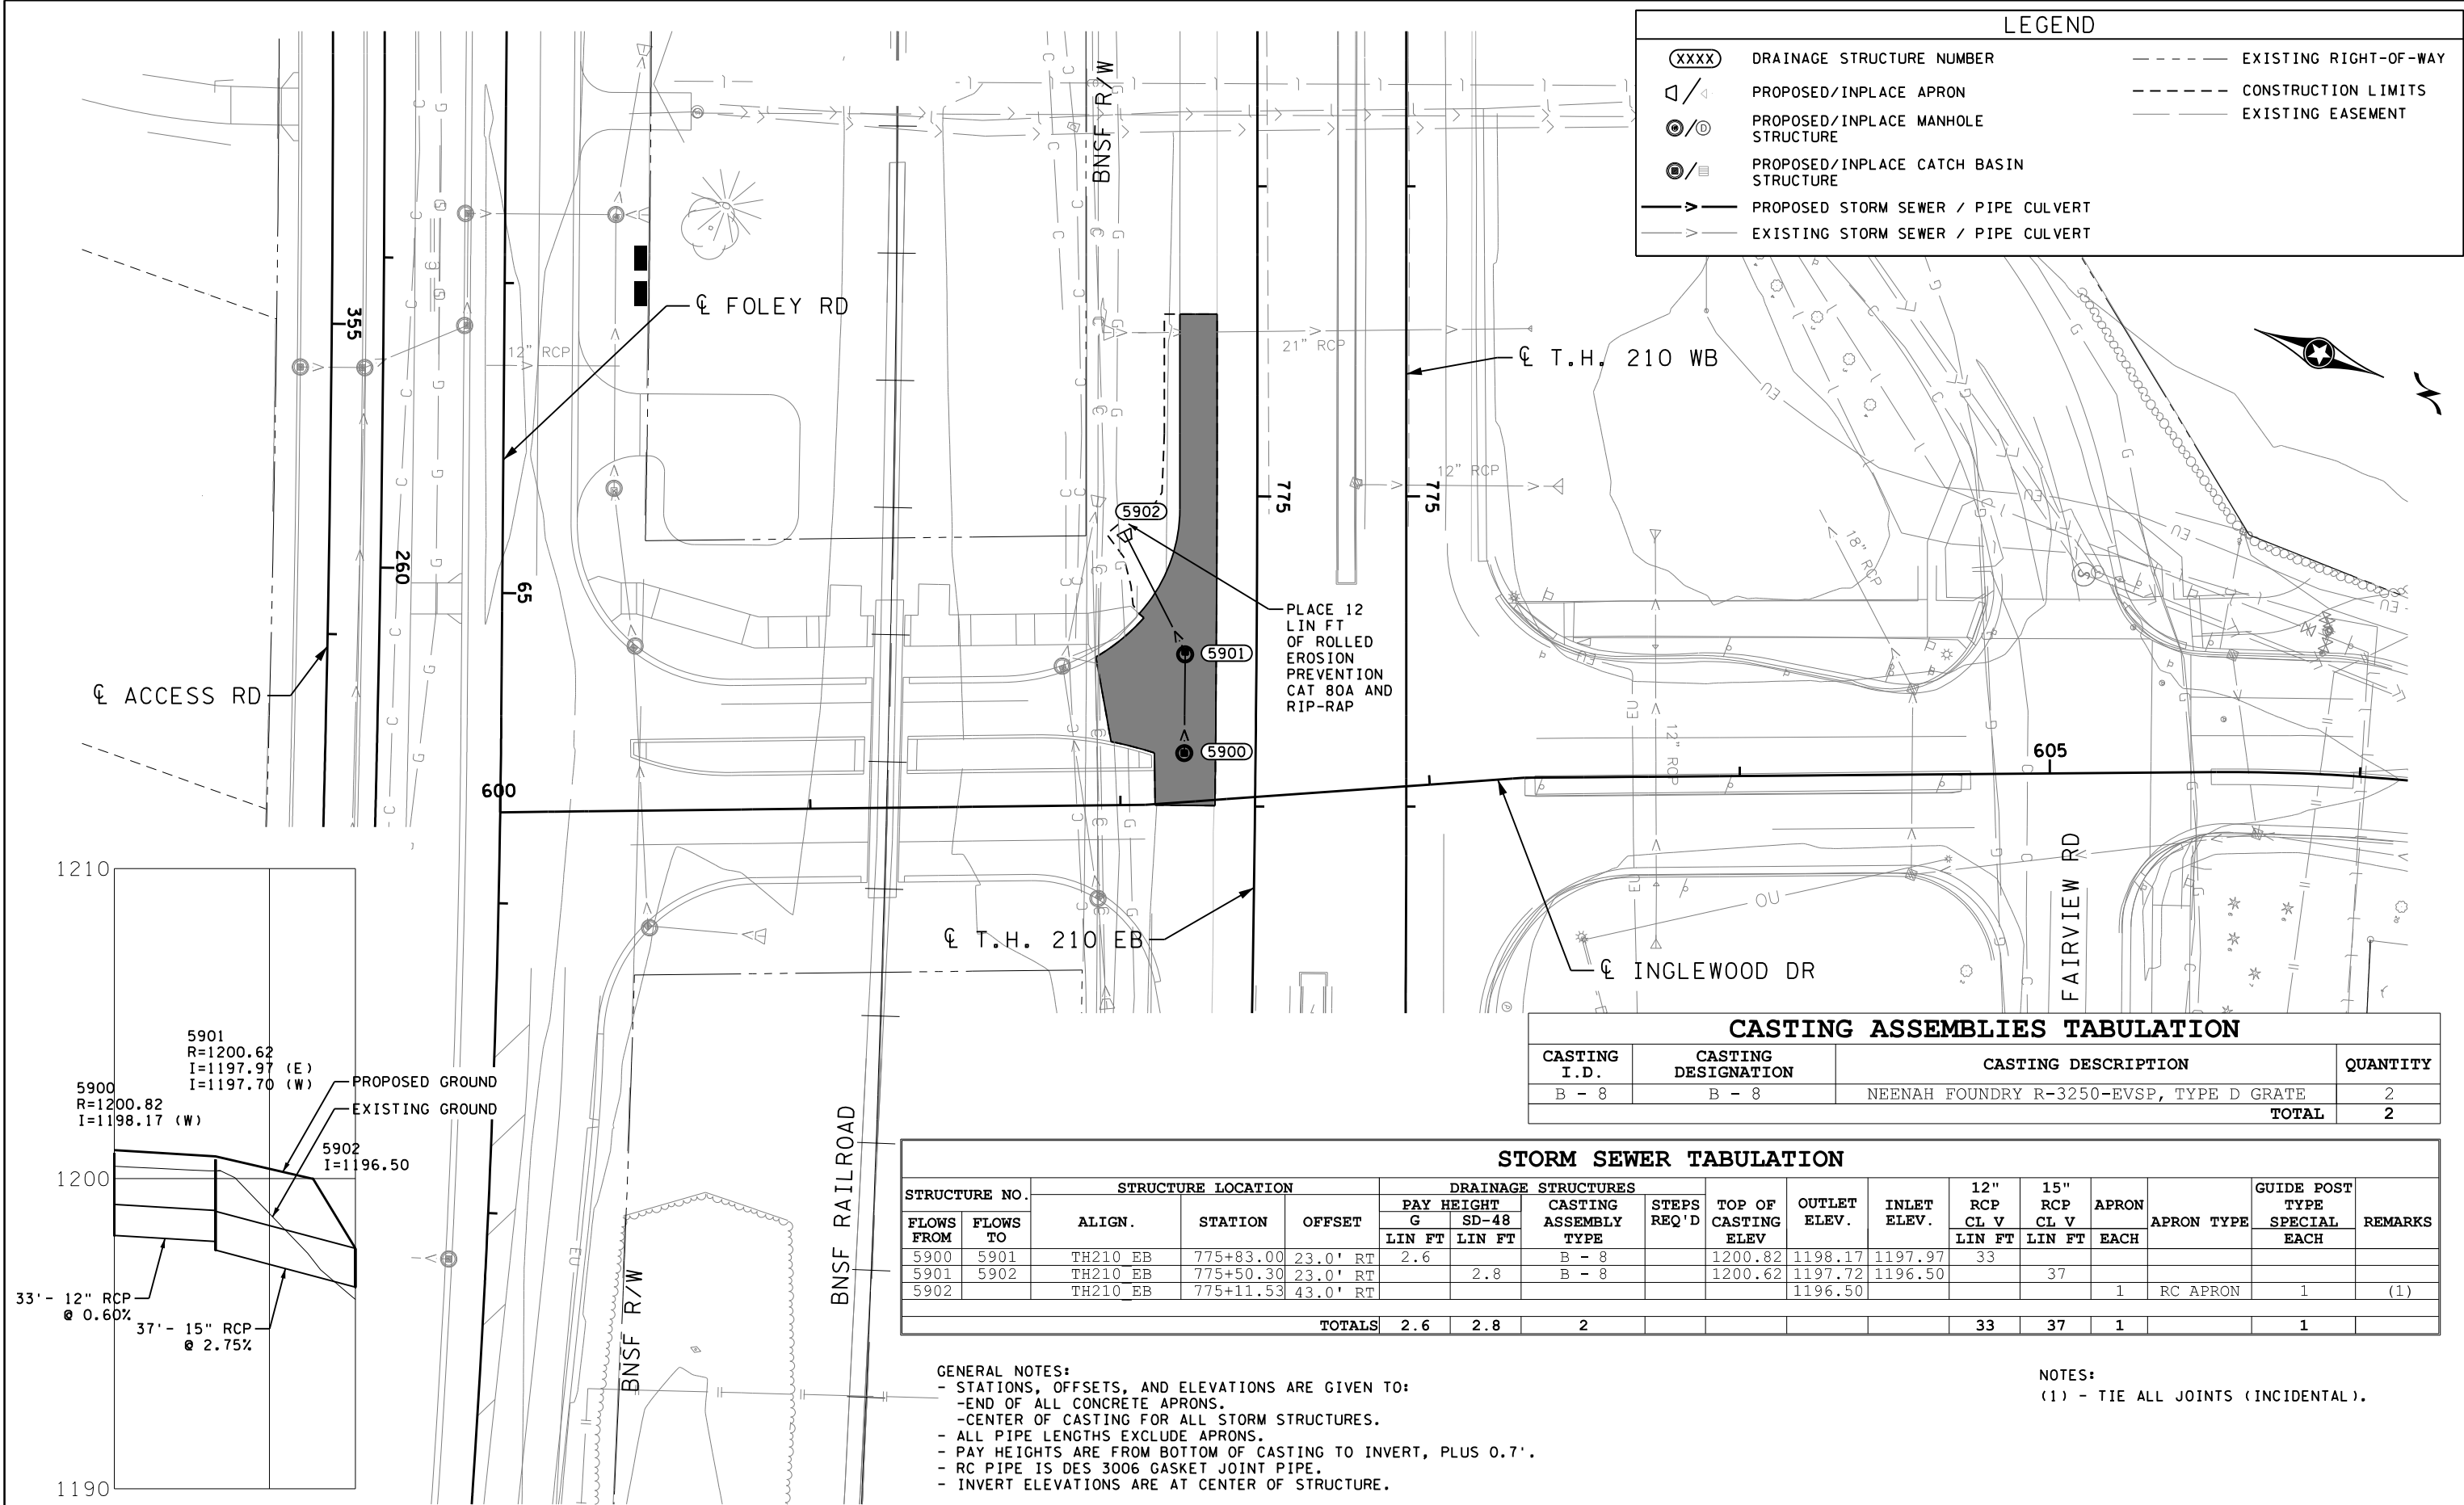 LEGEND
XXXX DRAINAGE STRUCTURE NUMBER
PROPOSED/INPLACE APRON
D PROPOSED/INPLACE MANHOLE
STRUCTURE
PROPOSED/INPLACE CATCH BASIN
STRUCTURE
PROPOSED STORM SEWER / PIPE CULVERT
EXISTING STORM SEWER / PIPE CULVERT
EXISTING RIGHT-OF-WAY
CONSTRUCTION LIMITS
EXISTING EASEMENT
BNSF R/W
355
℄ FOLEY RD
12" RCP
21" RCP
℄ T.H. 210 WB
12" RCP
775
775
5902
18" RCP
260
65
PLACE 12
LIN FT
OF ROLLED
EROSION
PREVENTION
CAT 80A AND
RIP-RAP
5901
5900
℄ ACCESS RD
12" RCP
600
605
FAIRVIEW RD
OU
EU
℄ T.H. 210 EB
℄ INGLEWOOD DR
1210
5901
R=1200.62
I=1197.97 (E)
I=1197.70 (W)
5900
R=1200.82
I=1198.17 (W)
PROPOSED GROUND
EXISTING GROUND
5902
I=1196.50
1200
33'- 12" RCP
@ 0.60%
37'- 15" RCP
@ 2.75%
1190
BNSF R/W
BNSF RAILROAD
CASTING ASSEMBLIES TABULATION
CASTING I.D. CASTING DESIGNATION CASTING DESCRIPTION QUANTITY
B - 8 B - 8 NEENAH FOUNDRY R-3250-EVSP, TYPE D GRATE 2
TOTAL 2
STORM SEWER TABULATION
STRUCTURE NO. STRUCTURE LOCATION DRAINAGE STRUCTURES
FLOWS FROM FLOWS TO ALIGN. STATION OFFSET PAY HEIGHT G LIN FT SD-48 LIN FT CASTING ASSEMBLY TYPE STEPS REQ'D TOP OF CASTING ELEV OUTLET ELEV. INLET ELEV. 12" RCP CL V LIN FT 15" RCP CL V LIN FT APRON EACH APRON TYPE GUIDE POST TYPE SPECIAL EACH REMARKS
5900 5901 TH210_EB 775+83.00 23.0' RT 2.6 B - 8 1200.82 1198.17 1197.97 33
5901 5902 TH210_EB 775+50.30 23.0' RT 2.8 B - 8 1200.62 1197.72 1196.50 37
5902 TH210_EB 775+11.53 43.0' RT 1196.50 1 RC APRON 1 (1)
TOTALS 2.6 2.8 2 33 37 1 1
GENERAL NOTES:
- STATIONS, OFFSETS, AND ELEVATIONS ARE GIVEN TO:
-END OF ALL CONCRETE APRONS.
-CENTER OF CASTING FOR ALL STORM STRUCTURES.
- ALL PIPE LENGTHS EXCLUDE APRONS.
- PAY HEIGHTS ARE FROM BOTTOM OF CASTING TO INVERT, PLUS 0.7'.
- RC PIPE IS DES 3006 GASKET JOINT PIPE.
- INVERT ELEVATIONS ARE AT CENTER OF STRUCTURE.
NOTES:
(1) - TIE ALL JOINTS (INCIDENTAL).